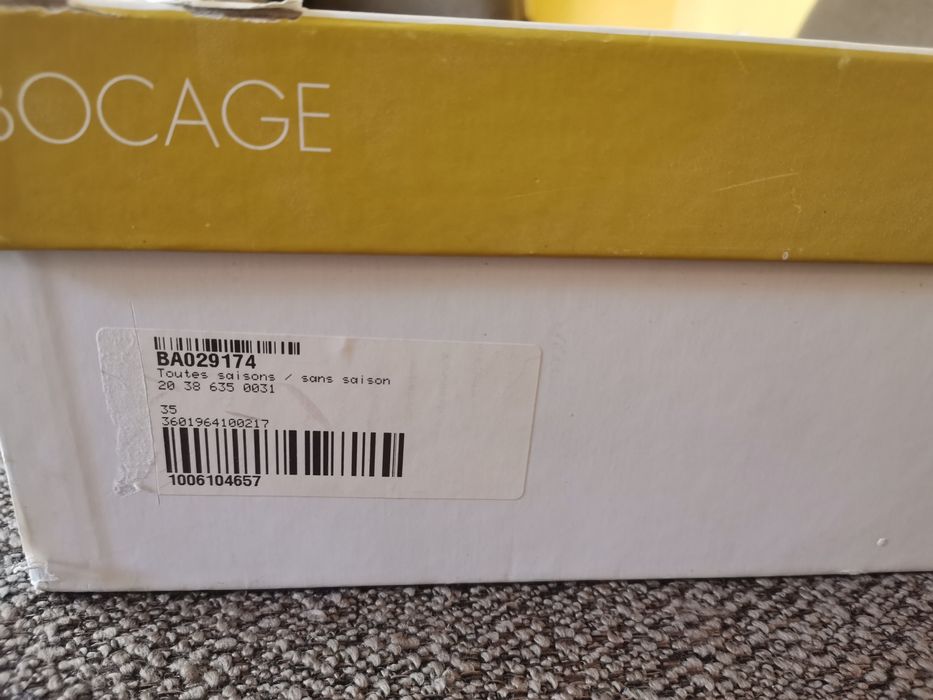 BOCAGE
BA029174
Toutes saisons / sans saison
20 38 635 0031
35
3601964100217
1006104657